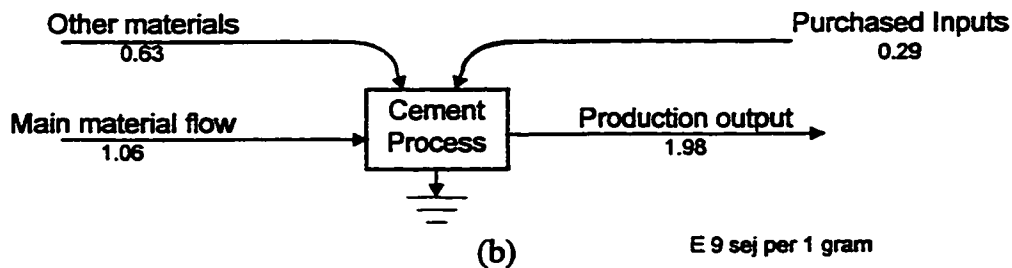 Other materials
0.63
Purchased Inputs
0.29
Main material flow
1.06
Cement
Process
Production output
1.98
(b)
E 9 sej per 1 gram